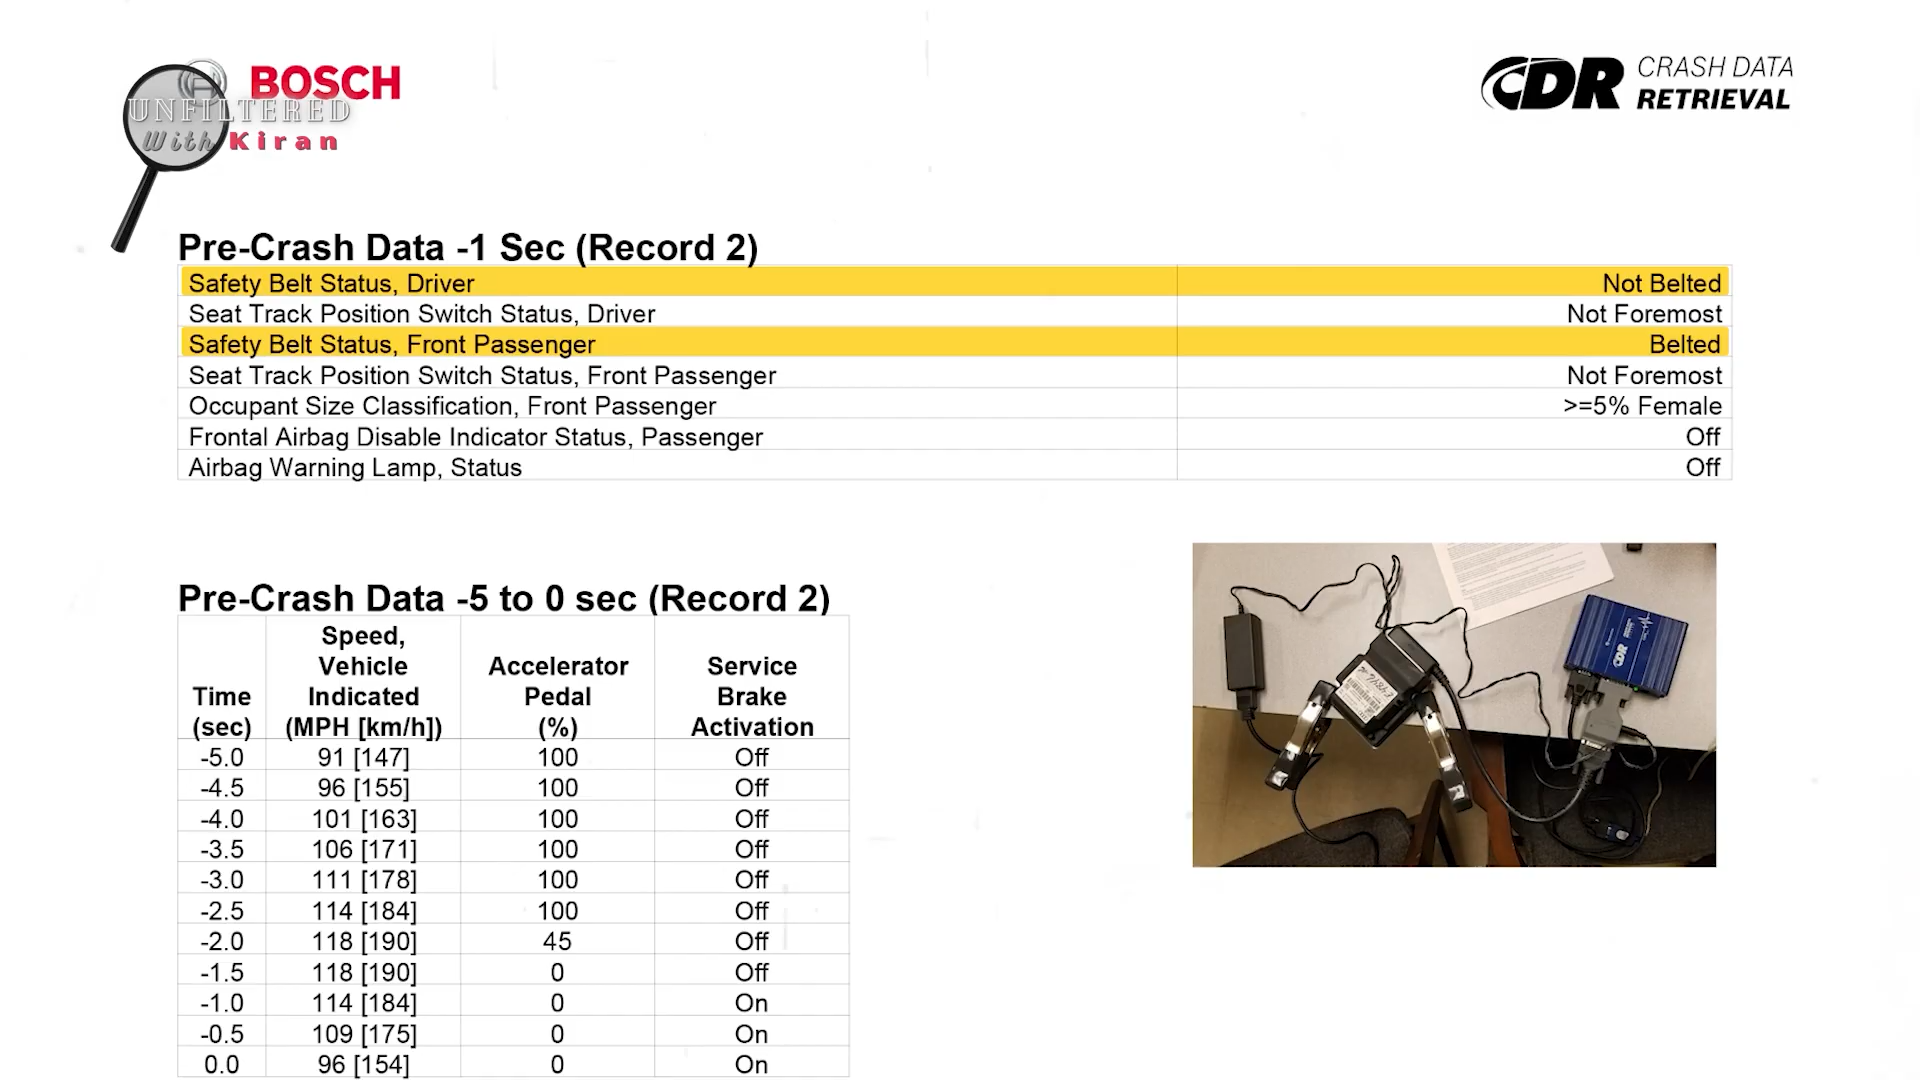 BOSCH
UNFILTERED
With Kiran
CDR CRASH DATA
RETRIEVAL
Pre-Crash Data -1 Sec (Record 2)
Safety Belt Status, Driver Not Belted
Seat Track Position Switch Status, Driver Not Foremost
Safety Belt Status, Front Passenger Belted
Seat Track Position Switch Status, Front Passenger Not Foremost
Occupant Size Classification, Front Passenger >=5% Female
Frontal Airbag Disable Indicator Status, Passenger Off
Airbag Warning Lamp, Status Off
Pre-Crash Data -5 to 0 sec (Record 2)
Time (sec) Speed, Vehicle Indicated (MPH [km/h]) Accelerator Pedal (%) Service Brake Activation
-5.0 91 [147] 100 Off
-4.5 96 [155] 100 Off
-4.0 101 [163] 100 Off
-3.5 106 [171] 100 Off
-3.0 111 [178] 100 Off
-2.5 114 [184] 100 Off
-2.0 118 [190] 45 Off
-1.5 118 [190] 0 Off
-1.0 114 [184] 0 On
-0.5 109 [175] 0 On
0.0 96 [154] 0 On
CDR